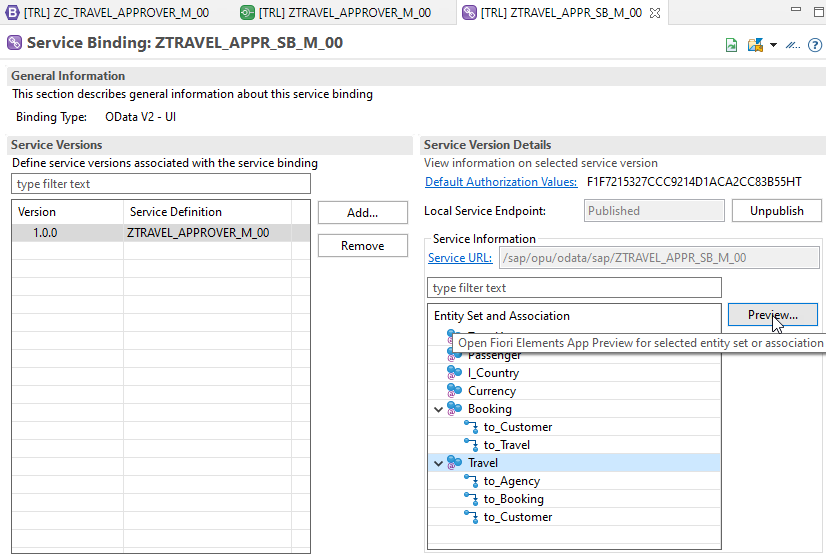 [TRL] ZC_TRAVEL_APPROVER_M_00
[TRL] ZTRAVEL_APPROVER_M_00
[TRL] ZTRAVEL_APPR_SB_M_00
Service Binding: ZTRAVEL_APPR_SB_M_00
General Information
This section describes general information about this service binding
Binding Type: OData V2 - UI
Service Versions
Define service versions associated with the service binding
type filter text
Version Service Definition
1.0.0 ZTRAVEL_APPROVER_M_00
Add...
Remove
Service Version Details
View information on selected service version
Default Authorization Values: F1F7215327CCC9214D1ACA2CC83B55HT
Local Service Endpoint: Published Unpublish
Service Information
Service URL: /sap/opu/odata/sap/ZTRAVEL_APPR_SB_M_00
type filter text
Entity Set and Association
Preview...
Open Fiori Elements App Preview for selected entity set or association
Passenger
I_Country
Currency
Booking
to_Customer
to_Travel
Travel
to_Agency
to_Booking
to_Customer